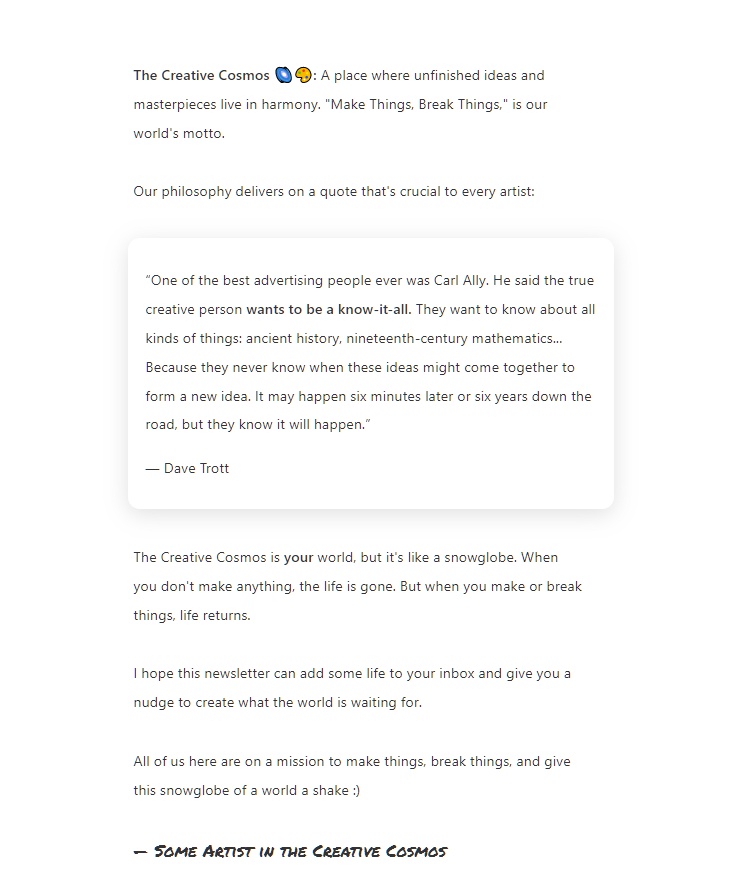 The Creative Cosmos 🌌🎨: A place where unfinished ideas and
masterpieces live in harmony. "Make Things, Break Things," is our
world's motto.
Our philosophy delivers on a quote that's crucial to every artist:
"One of the best advertising people ever was Carl Ally. He said the true
creative person wants to be a know-it-all. They want to know about all
kinds of things: ancient history, nineteenth-century mathematics...
Because they never know when these ideas might come together to
form a new idea. It may happen six minutes later or six years down the
road, but they know it will happen."
— Dave Trott
The Creative Cosmos is your world, but it's like a snowglobe. When
you don't make anything, the life is gone. But when you make or break
things, life returns.
I hope this newsletter can add some life to your inbox and give you a
nudge to create what the world is waiting for.
All of us here are on a mission to make things, break things, and give
this snowglobe of a world a shake :)
— Some Artist in the Creative Cosmos